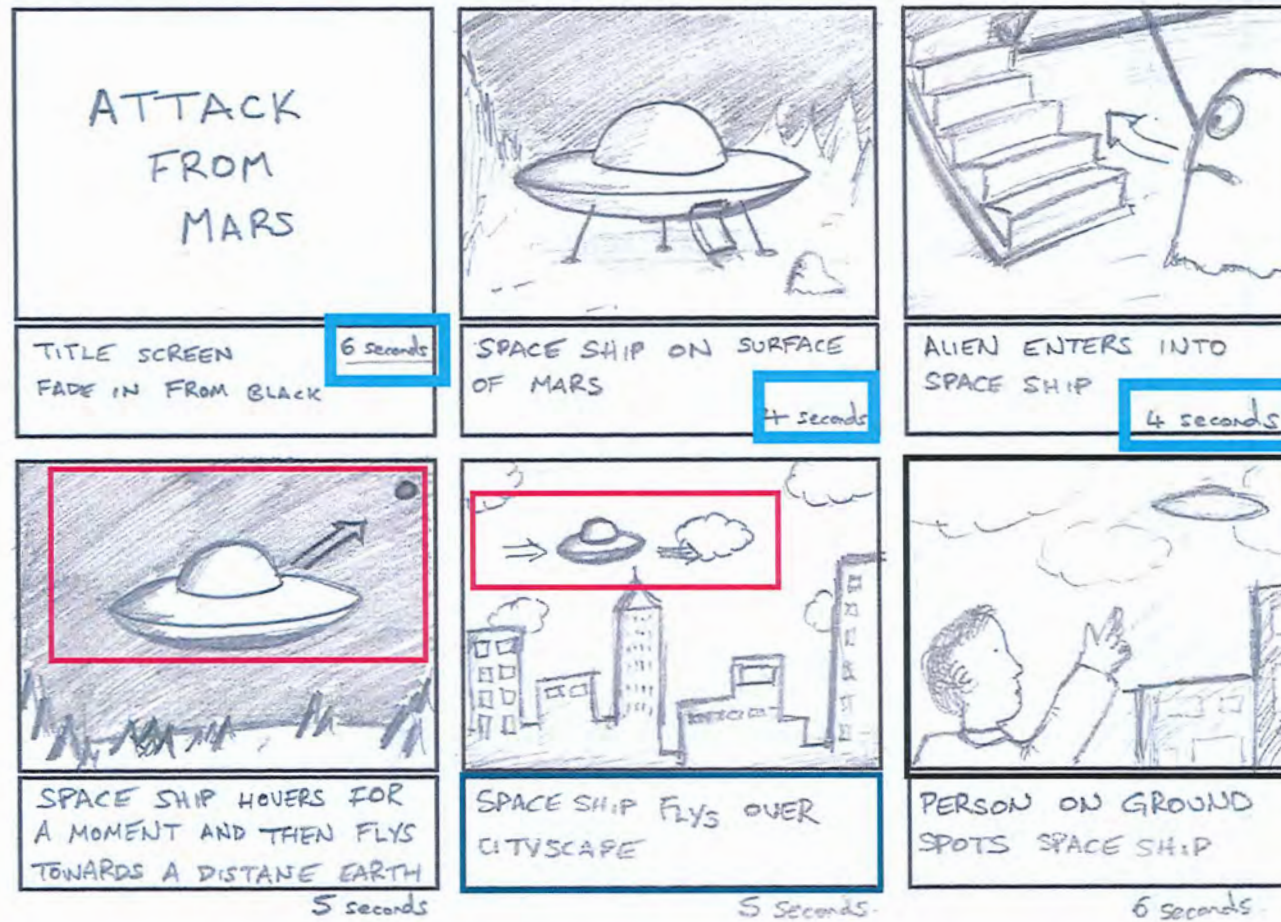 ATTACK
FROM
MARS
TITLE SCREEN
FADE IN FROM BLACK
6 seconds
SPACE SHIP ON SURFACE
OF MARS
4 seconds
ALIEN ENTERS INTO
SPACE SHIP
4 seconds
SPACE SHIP HOVERS FOR
A MOMENT AND THEN FLYS
TOWARDS A DISTANE EARTH
5 seconds
SPACE SHIP FLYS OVER
CITYSCAPE
5 seconds.
PERSON ON GROUND
SPOTS SPACE SHIP
6 seconds.